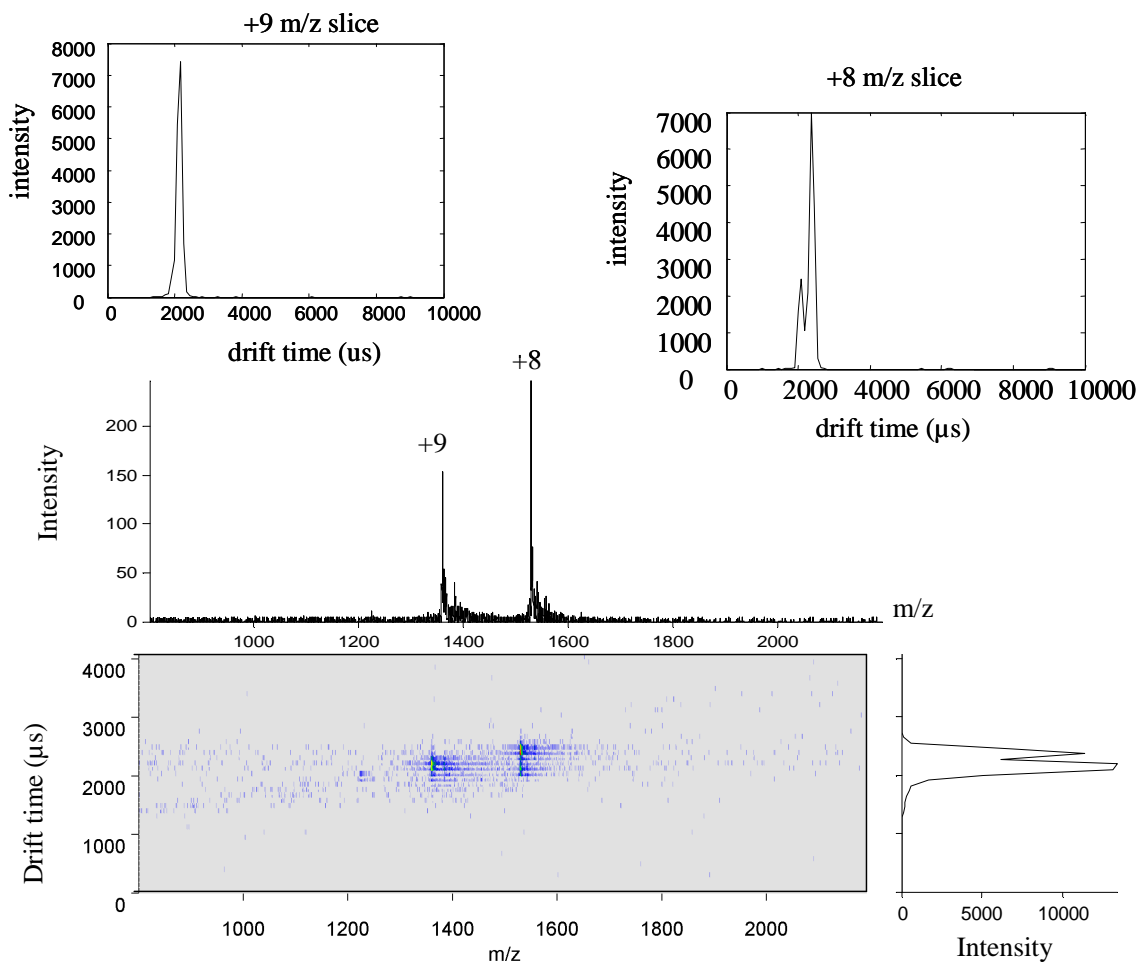 +9 m/z slice
8000
7000
6000
5000
4000
3000
2000
1000
0
intensity
0 2000 4000 6000 8000 10000
drift time (us)
+8 m/z slice
7000
6000
5000
4000
3000
2000
1000
0
intensity
0 2000 4000 6000 8000 10000
drift time (µs)
+8
+9
200
150
100
50
0
Intensity
1000 1200 1400 1600 1800 2000
m/z
4000
3000
2000
1000
0
Drift time (µs)
1000 1200 1400 1600 1800 2000
m/z
0 5000 10000
Intensity